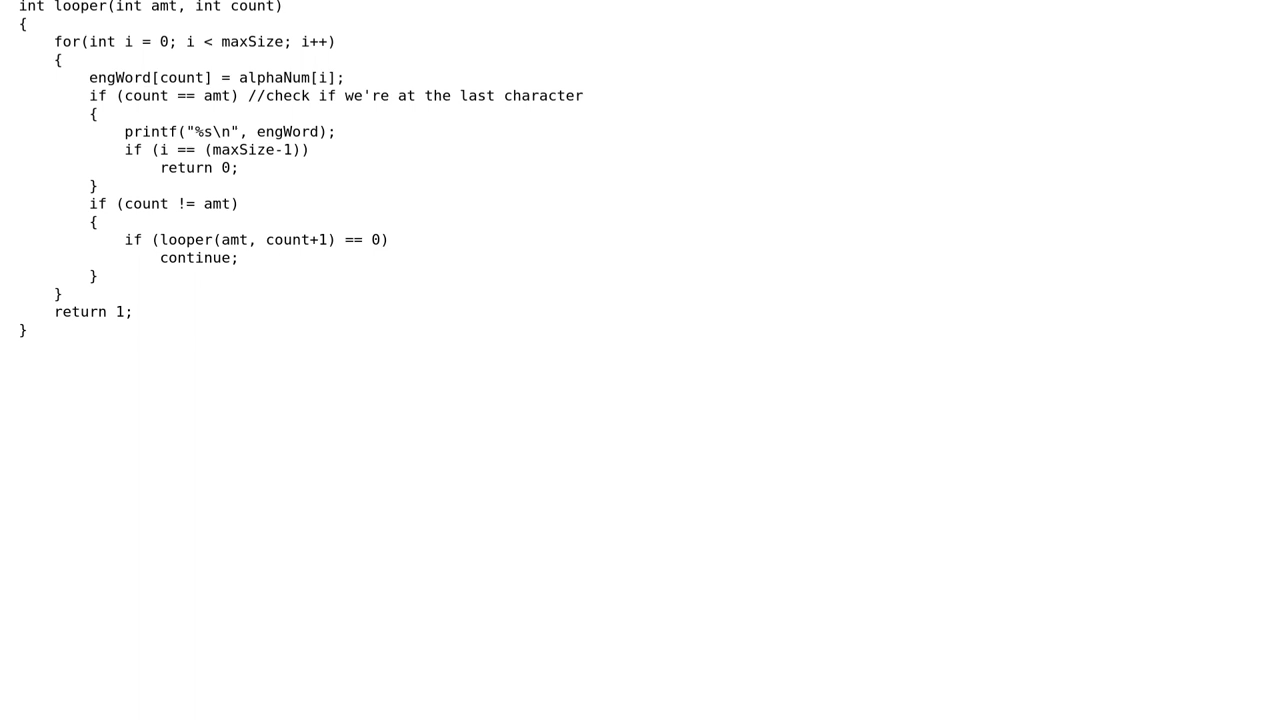 int looper(int amt, int count)
{
    for(int i = 0; i < maxSize; i++)
    {
        engWord[count] = alphaNum[i];
        if (count == amt) //check if we're at the last character
        {
            printf("%s\n", engWord);
            if (i == (maxSize-1))
                return 0;
        }
        if (count != amt)
        {
            if (looper(amt, count+1) == 0)
                continue;
        }
    }
    return 1;
}